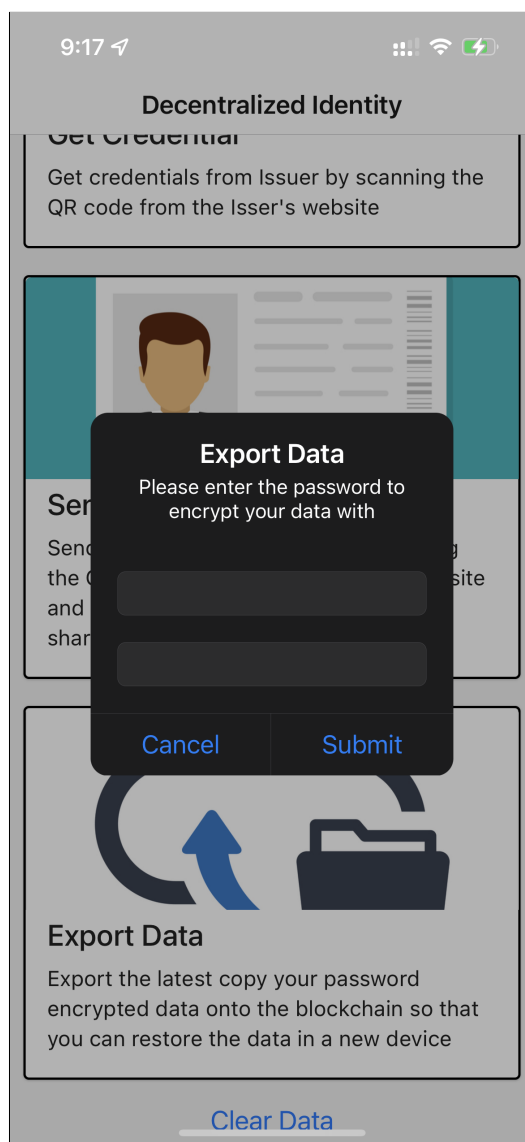 9:17
Decentralized Identity
Get Credential
Get credentials from Issuer by scanning the
QR code from the Isser's website
Export Data
Please enter the password to
encrypt your data with
Cancel
Submit
the
site
and
Export Data
Export the latest copy your password
encrypted data onto the blockchain so that
you can restore the data in a new device
Clear Data